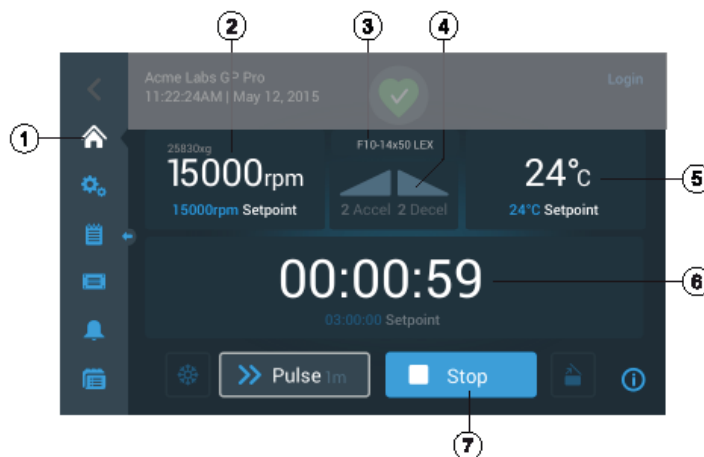 2
3
4
Acme Labs GP Pro
Login
11:22:24AM | May 12, 2015
1
25830xg
F10-14x50 LEX
15000rpm
24°C
5
15000rpm Setpoint
2 Accel 2 Decel
24°C Setpoint
00:00:59
6
03:00:00 Setpoint
Pulse 1m
Stop
7